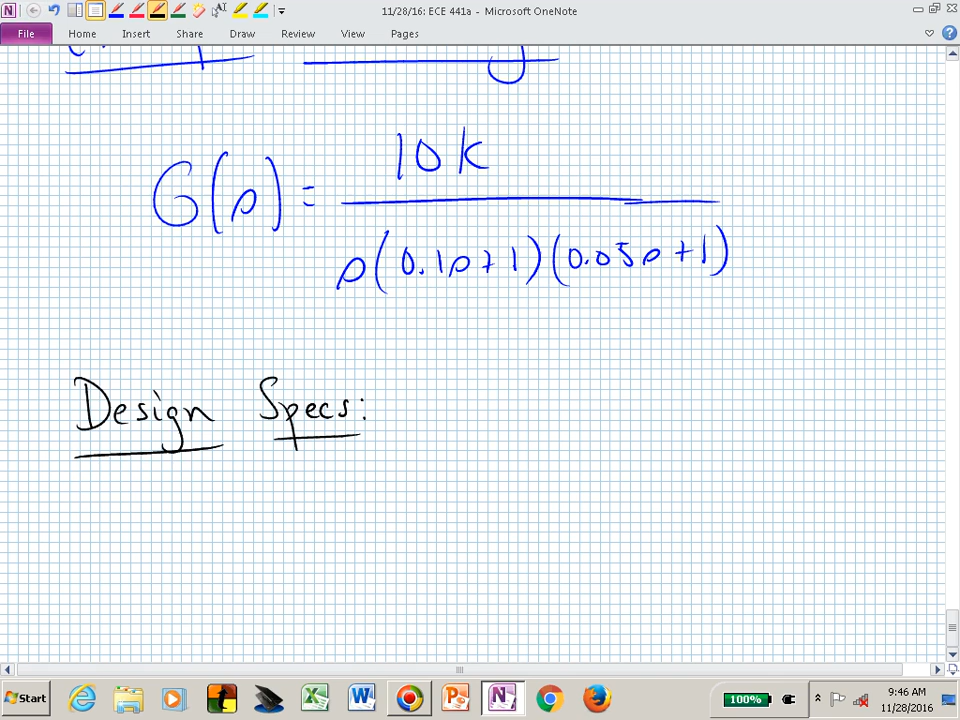 11/28/16: ECE 441a - Microsoft OneNote
File Home Insert Share Draw Review View Pages
G(s) = 10k
s(0.1s+1)(0.05s+1)
Design Specs:
Start
100%
9:46 AM
11/28/2016